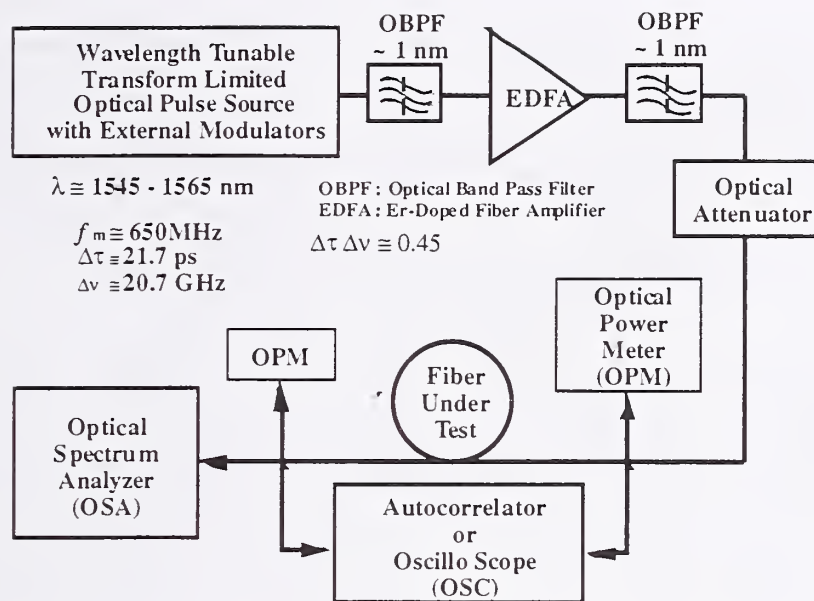 Wavelength Tunable
Transform Limited
Optical Pulse Source
with External Modulators
OBPF
~ 1 nm
EDFA
OBPF
~ 1 nm
λ ≅ 1545 - 1565 nm
f m ≅ 650MHz
Δτ ≅ 21.7 ps
Δν ≅ 20.7 GHz
OBPF : Optical Band Pass Filter
EDFA : Er-Doped Fiber Amplifier
Δτ Δν ≅ 0.45
Optical
Attenuator
Optical
Power
Meter
(OPM)
OPM
Fiber
Under
Test
Optical
Spectrum
Analyzer
(OSA)
Autocorrelator
or
Oscillo Scope
(OSC)